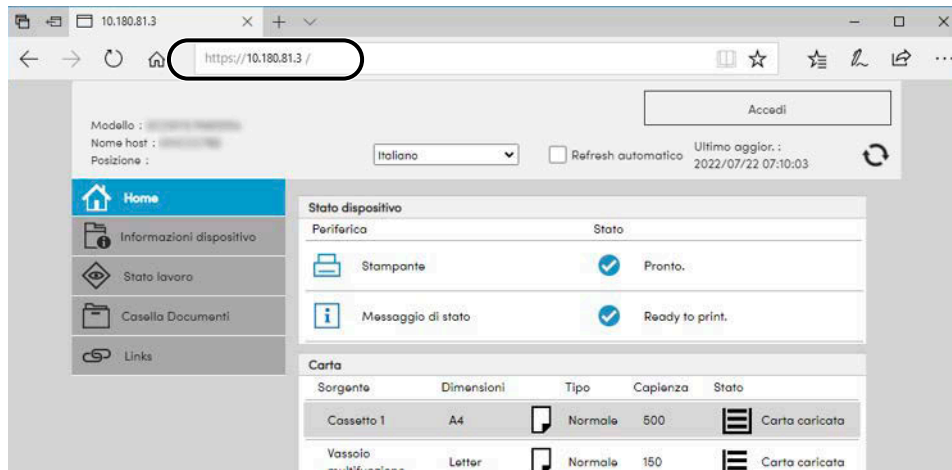 10.180.81.3
https://10.180.81.3 /
Accedi
Modello :
Nome host :
Posizione :
Italiano
Refresh automatico
Ultimo aggior. :
2022/07/22 07:10:03
Home
Informazioni dispositivo
Stato lavoro
Casella Documenti
Links
Stato dispositivo
Periferica Stato
Stampante Pronto.
Messaggio di stato Ready to print.
Carta
Sorgente Dimensioni Tipo Capienza Stato
Cassetto 1 A4 Normale 500 Carta caricata
Vassoio
multifunzione Letter Normale 150 Carta caricata